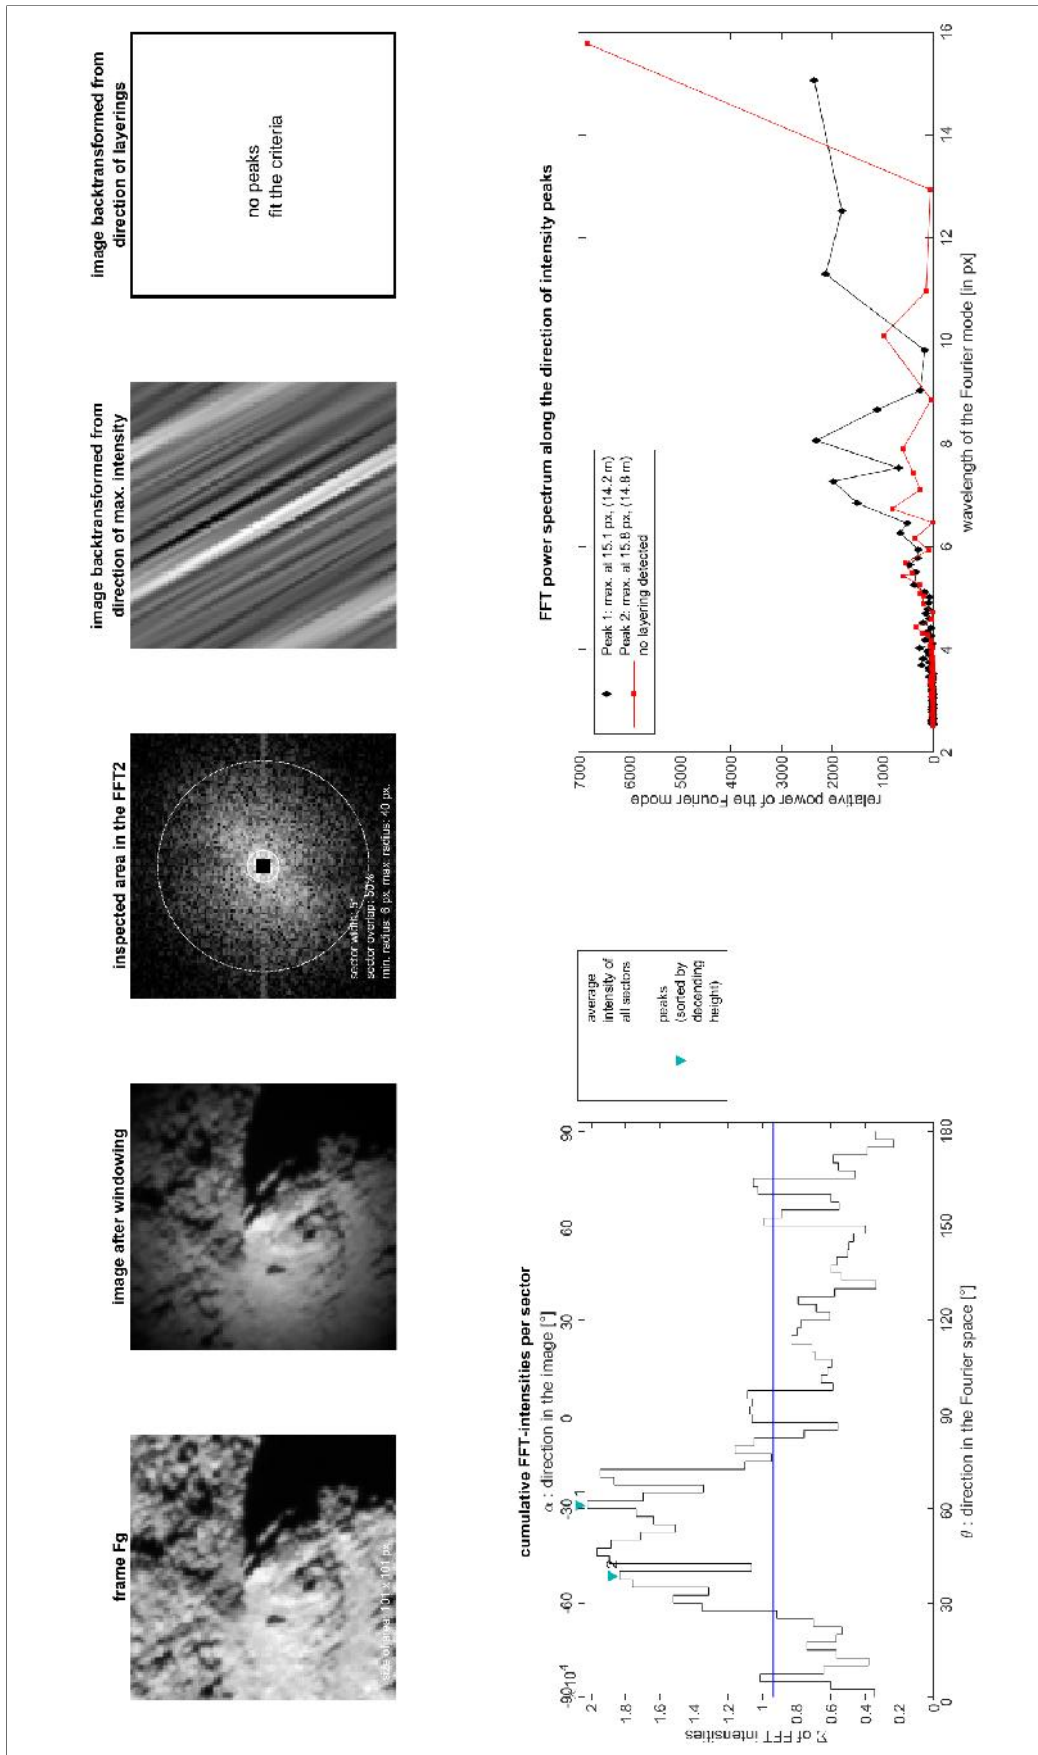 frame Fg
size of area: 101 x 101 px
image after windowing
inspected area in the FFT2
sector width: 5°
sector overlap: 50%
min. radius: 6 px, max. radius: 40 px.
image backtransformed from
direction of max. intensity
image backtransformed from
direction of layerings
no peaks
fit the criteria
cumulative FFT-intensities per sector
α : direction in the image [°]
-90 -60 -30 0 30 60 90
10⁴
Σ of FFT intensities
2
1.8
1.6
1.4
1.2
1
0.8
0.6
0.4
0.2
0
1
2
0 30 60 90 120 150 180
θ : direction in the Fourier space [°]
average
intensity of
all sectors
peaks
(sorted by
decending
height)
FFT power spectrum along the direction of intensity peaks
Peak 1: max. at 15.1 px, (14.2 m)
Peak 2: max. at 15.8 px, (14.8 m)
no layering detected
relative power of the Fourier mode
7000
6000
5000
4000
3000
2000
1000
0
2 4 6 8 10 12 14 16
wavelength of the Fourier mode [in px]